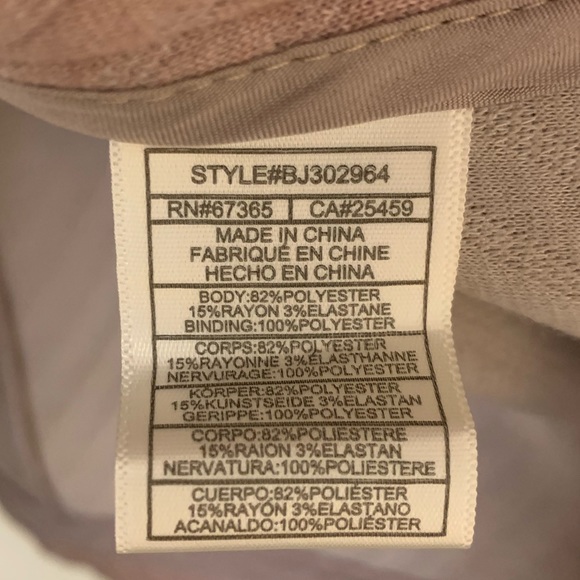 STYLE#BJ302964
RN#67365 CA#25459
MADE IN CHINA
FABRIQUÉ EN CHINE
HECHO EN CHINA
BODY:82%POLYESTER
15%RAYON 3%ELASTANE
BINDING:100%POLYESTER
CORPS:82%POLYESTER
15%RAYONNE 3%ÉLASTHANNE
NERVURAGE:100%POLYESTER
KÖRPER:82%POLYESTER
15%KUNSTSEIDE 3%ELASTAN
GERIPPE:100%POLYESTER
CORPO:82%POLIESTERE
15%RAION 3%ELASTAN
NERVATURA:100%POLIESTERE
CUERPO:82%POLIÉSTER
15%RAYÓN 3%ELASTANO
ACANALDO:100%POLIÉSTER